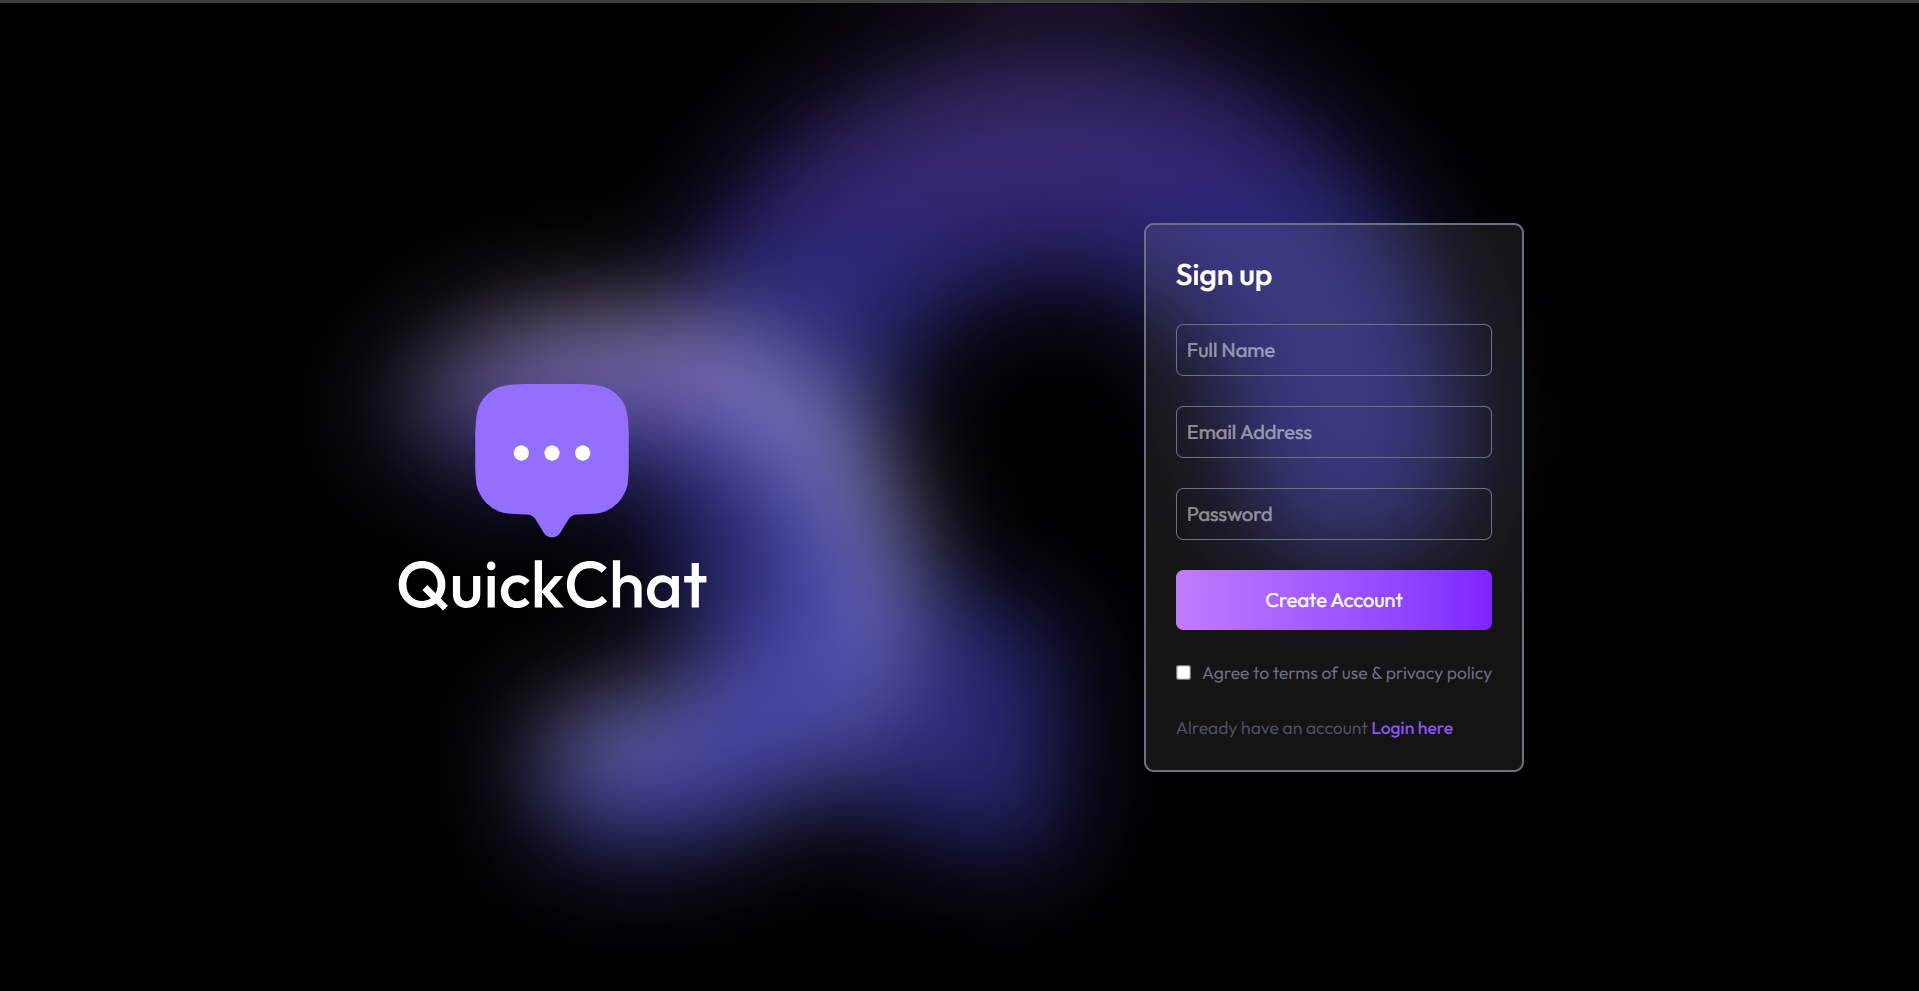 QuickChat
Sign up
Full Name
Email Address
Password
Create Account
Agree to terms of use & privacy policy
Already have an account Login here